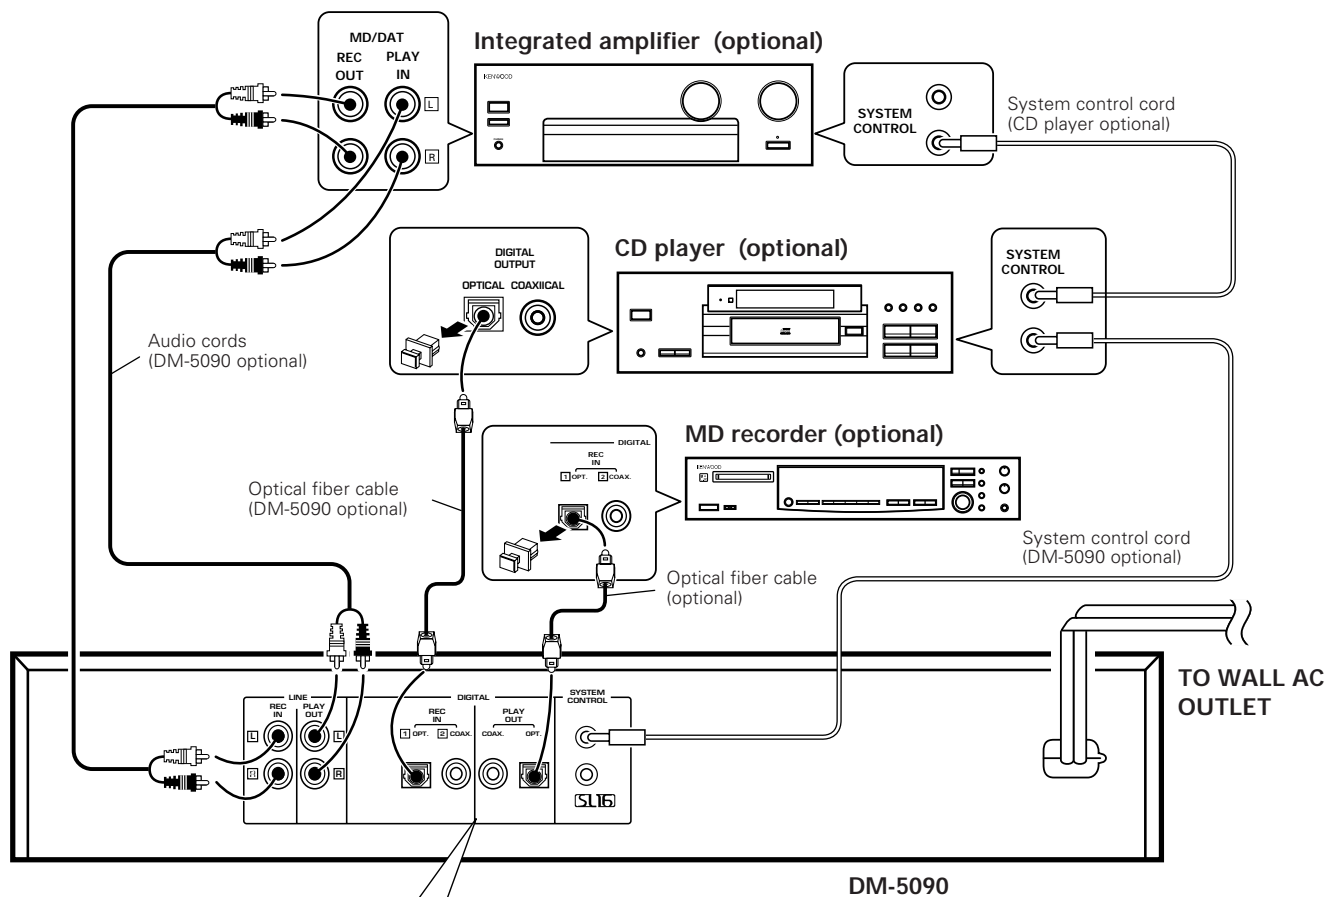 MD/DAT
REC OUT
PLAY IN
L
R
Integrated amplifier (optional)
KENWOOD
SYSTEM CONTROL
System control cord
(CD player optional)
DIGITAL OUTPUT
OPTICAL COAXIICAL
CD player (optional)
SYSTEM CONTROL
Audio cords
(DM-5090 optional)
DIGITAL
REC IN
1 OPT. 2 COAX.
MD recorder (optional)
KENWOOD
Optical fiber cable
(DM-5090 optional)
System control cord
(DM-5090 optional)
Optical fiber cable
(optional)
TO WALL AC
OUTLET
LINE
REC IN
PLAY OUT
L
L
R
R
DIGITAL
REC IN
1 OPT. 2 COAX.
PLAY OUT
COAX. OPT.
SYSTEM CONTROL
SL16
DM-5090